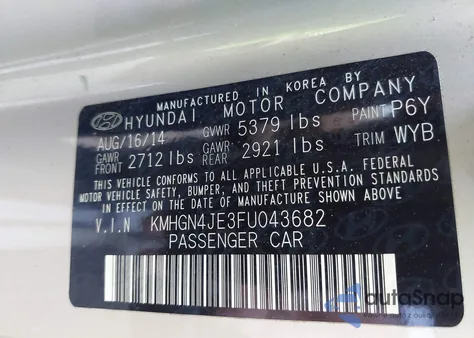 MANUFACTURED IN KOREA BY
HYUNDAI MOTOR COMPANY
AUG/16/14 GVWR 5379 lbs PAINT P6Y
GAWR FRONT 2712 lbs GAWR REAR 2921 lbs TRIM WYB
THIS VEHICLE CONFORMS TO ALL APPLICABLE U.S.A. FEDERAL
MOTOR VEHICLE SAFETY, BUMPER, AND THEFT PREVENTION STANDARDS
IN EFFECT ON THE DATE OF MANUFACTURE SHOWN ABOVE
V.I.N KMHGN4JE3FU043682
PASSENGER CAR
autoSnap